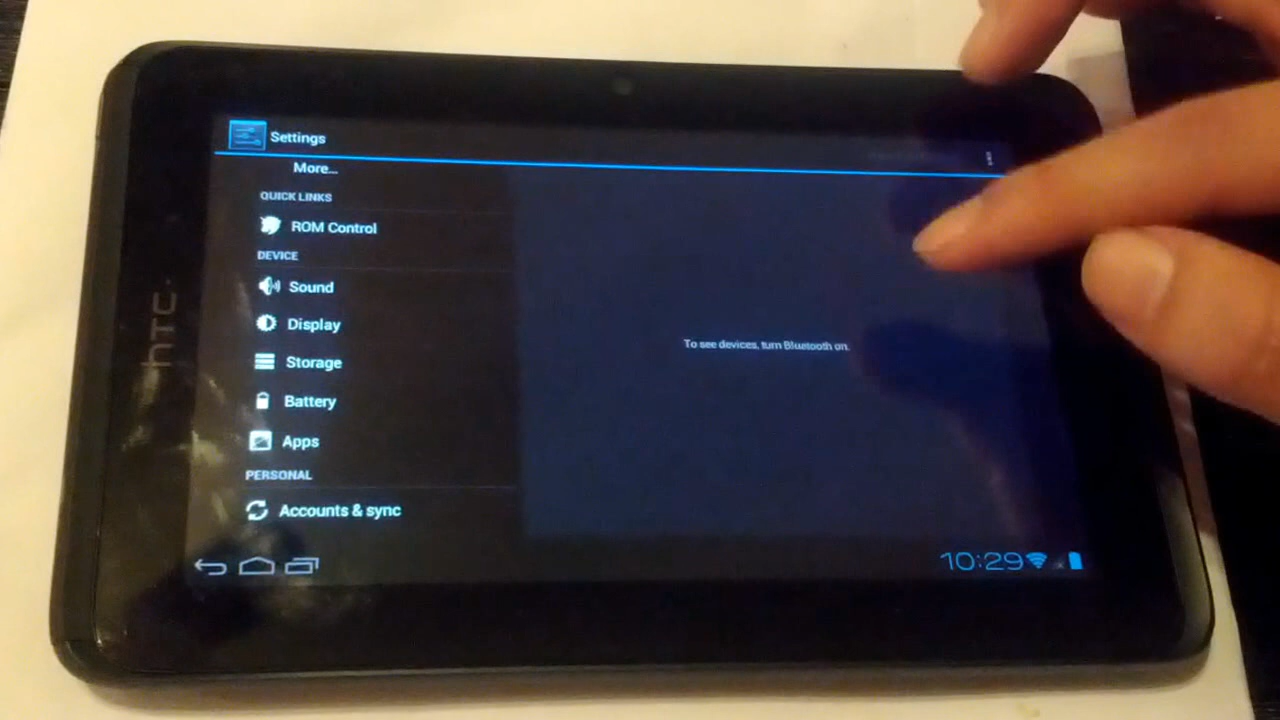 Settings
More...
QUICK LINKS
ROM Control
DEVICE
Sound
Display
Storage
Battery
Apps
PERSONAL
Accounts & sync
To see devices, turn Bluetooth on.
10:29
hTC